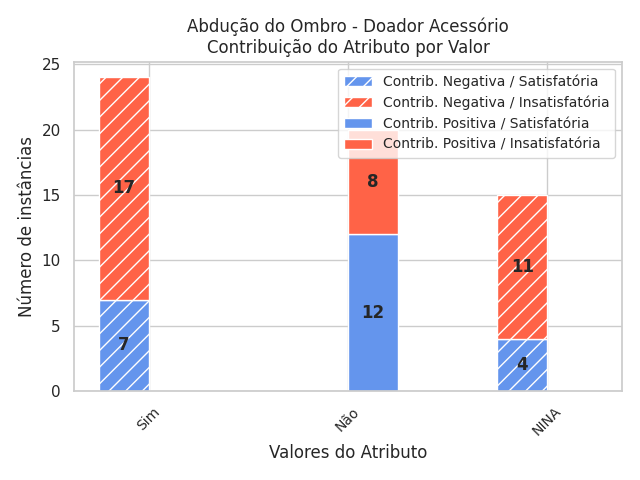 Abdução do Ombro - Doador Acessório
Contribuição do Atributo por Valor
Número de instâncias
25
20
15
10
5
0
Contrib. Negativa / Satisfatória
Contrib. Negativa / Insatisfatória
Contrib. Positiva / Satisfatória
Contrib. Positiva / Insatisfatória
17
7
8
12
11
4
Sim
Não
NINA
Valores do Atributo